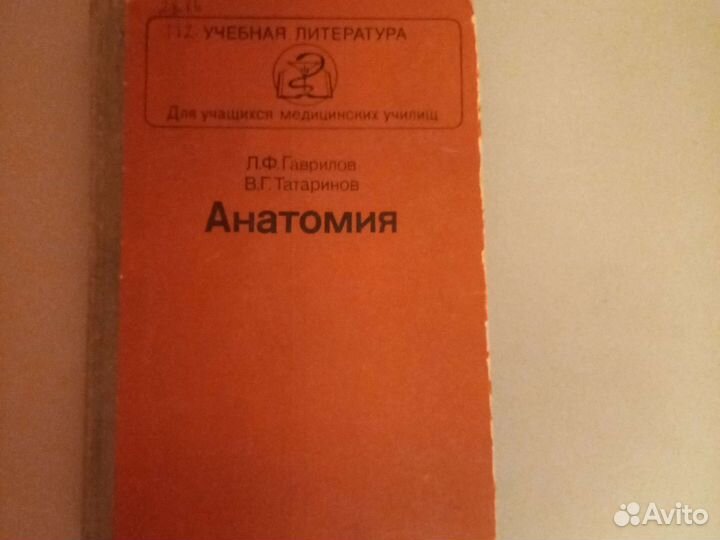 УЧЕБНАЯ ЛИТЕРАТУРА
Для учащихся медицинских училищ
Л.Ф.Гаврилов
В.Г.Татаринов
Анатомия
Avito